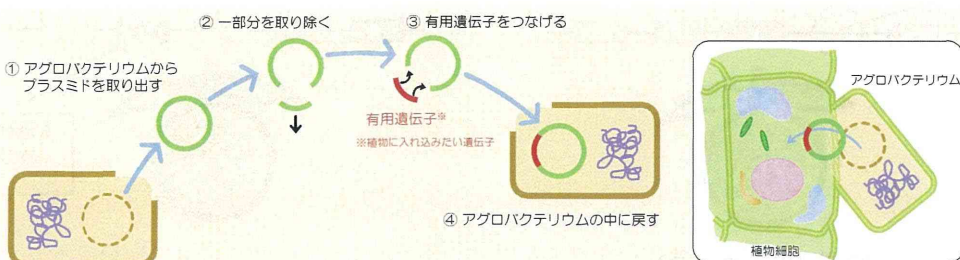 ① アグロバクテリウムから
プラスミドを取り出す
② 一部分を取り除く
③ 有用遺伝子をつなげる
有用遺伝子※
※植物に入れ込みたい遺伝子
④ アグロバクテリウムの中に戻す
アグロバクテリウム
植物細胞